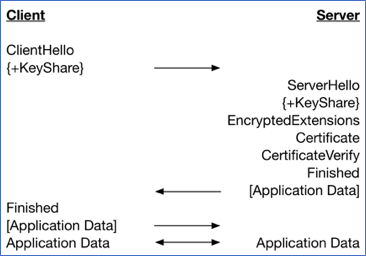 Client Server
ClientHello
{+KeyShare}
ServerHello
{+KeyShare}
EncryptedExtensions
Certificate
CertificateVerify
Finished
[Application Data]
Finished
[Application Data]
Application Data Application Data